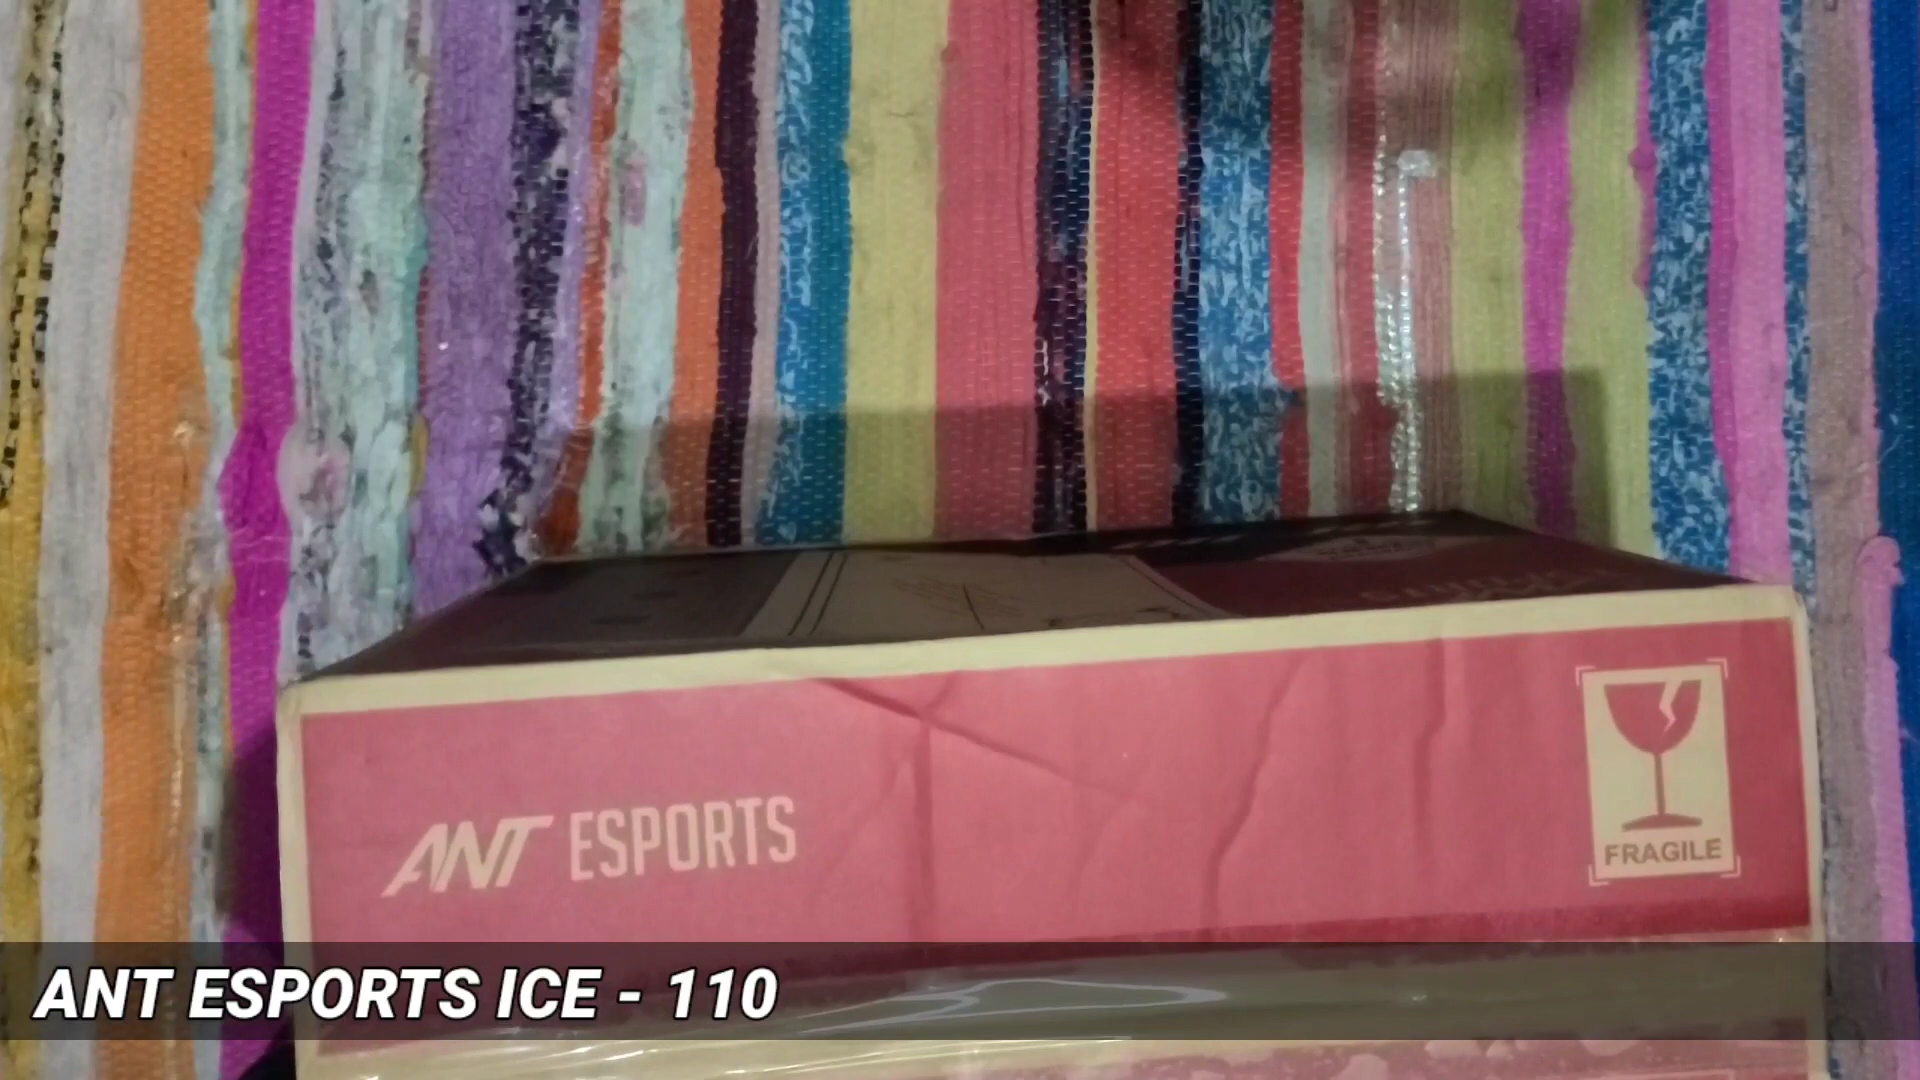 ANT ESPORTS
FRAGILE
ANT ESPORTS ICE - 110